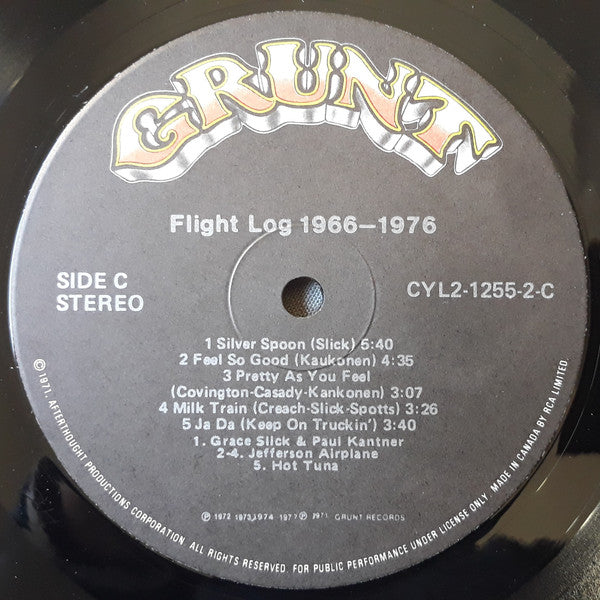 GRUNT
Flight Log 1966-1976
SIDE C
STEREO
CYL2-1255-2-C
1 Silver Spoon (Slick) 5:40
2 Feel So Good (Kaukonen) 4:35
3 Pretty As You Feel
(Covington-Casady-Kankonen) 3:07
4 Milk Train (Creach-Slick-Spotts) 3:26
5 Ja Da (Keep On Truckin') 3:40
1. Grace Slick & Paul Kantner
2-4. Jefferson Airplane
5. Hot Tuna
℗ 1972 1973,1974 1977 ℗ 1971 GRUNT RECORDS
© 1971, AFTERTHOUGHT PRODUCTIONS CORPORATION. ALL RIGHTS RESERVED. FOR PUBLIC PERFORMANCE UNDER LICENSE ONLY. MADE IN CANADA BY RCA LIMITED.